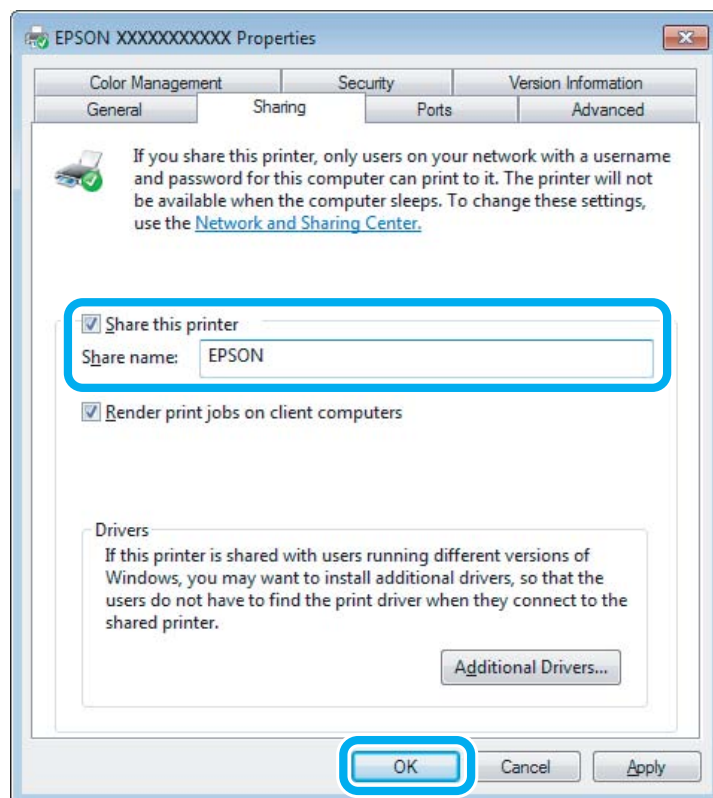 EPSON XXXXXXXXXXX Properties
Color Management Security Version Information
General Sharing Ports Advanced
If you share this printer, only users on your network with a username
and password for this computer can print to it. The printer will not
be available when the computer sleeps. To change these settings,
use the Network and Sharing Center.
Share this printer
Share name: EPSON
Render print jobs on client computers
Drivers
If this printer is shared with users running different versions of
Windows, you may want to install additional drivers, so that the
users do not have to find the print driver when they connect to the
shared printer.
Additional Drivers...
OK Cancel Apply